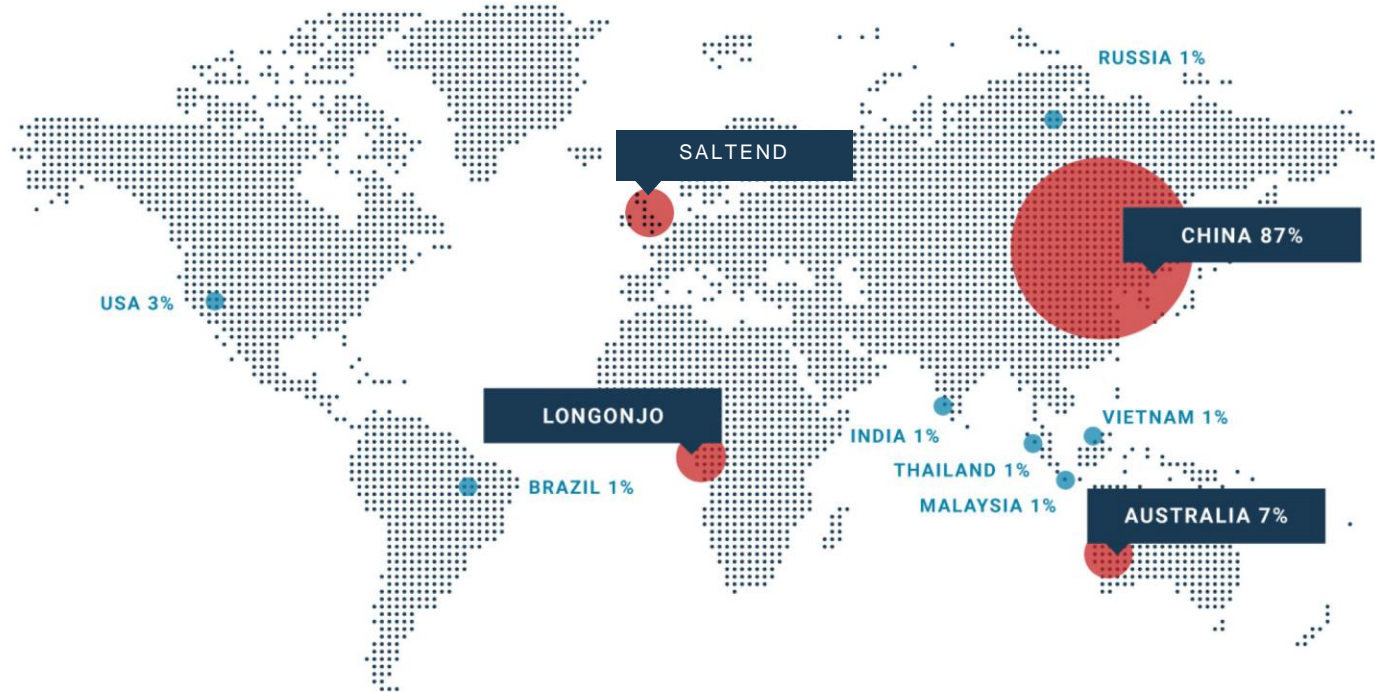 RUSSIA 1%
SALTEND
CHINA 87%
USA 3%
LONGONJO
VIETNAM 1%
INDIA 1%
THAILAND 1%
BRAZIL 1%
MALAYSIA 1%
AUSTRALIA 7%